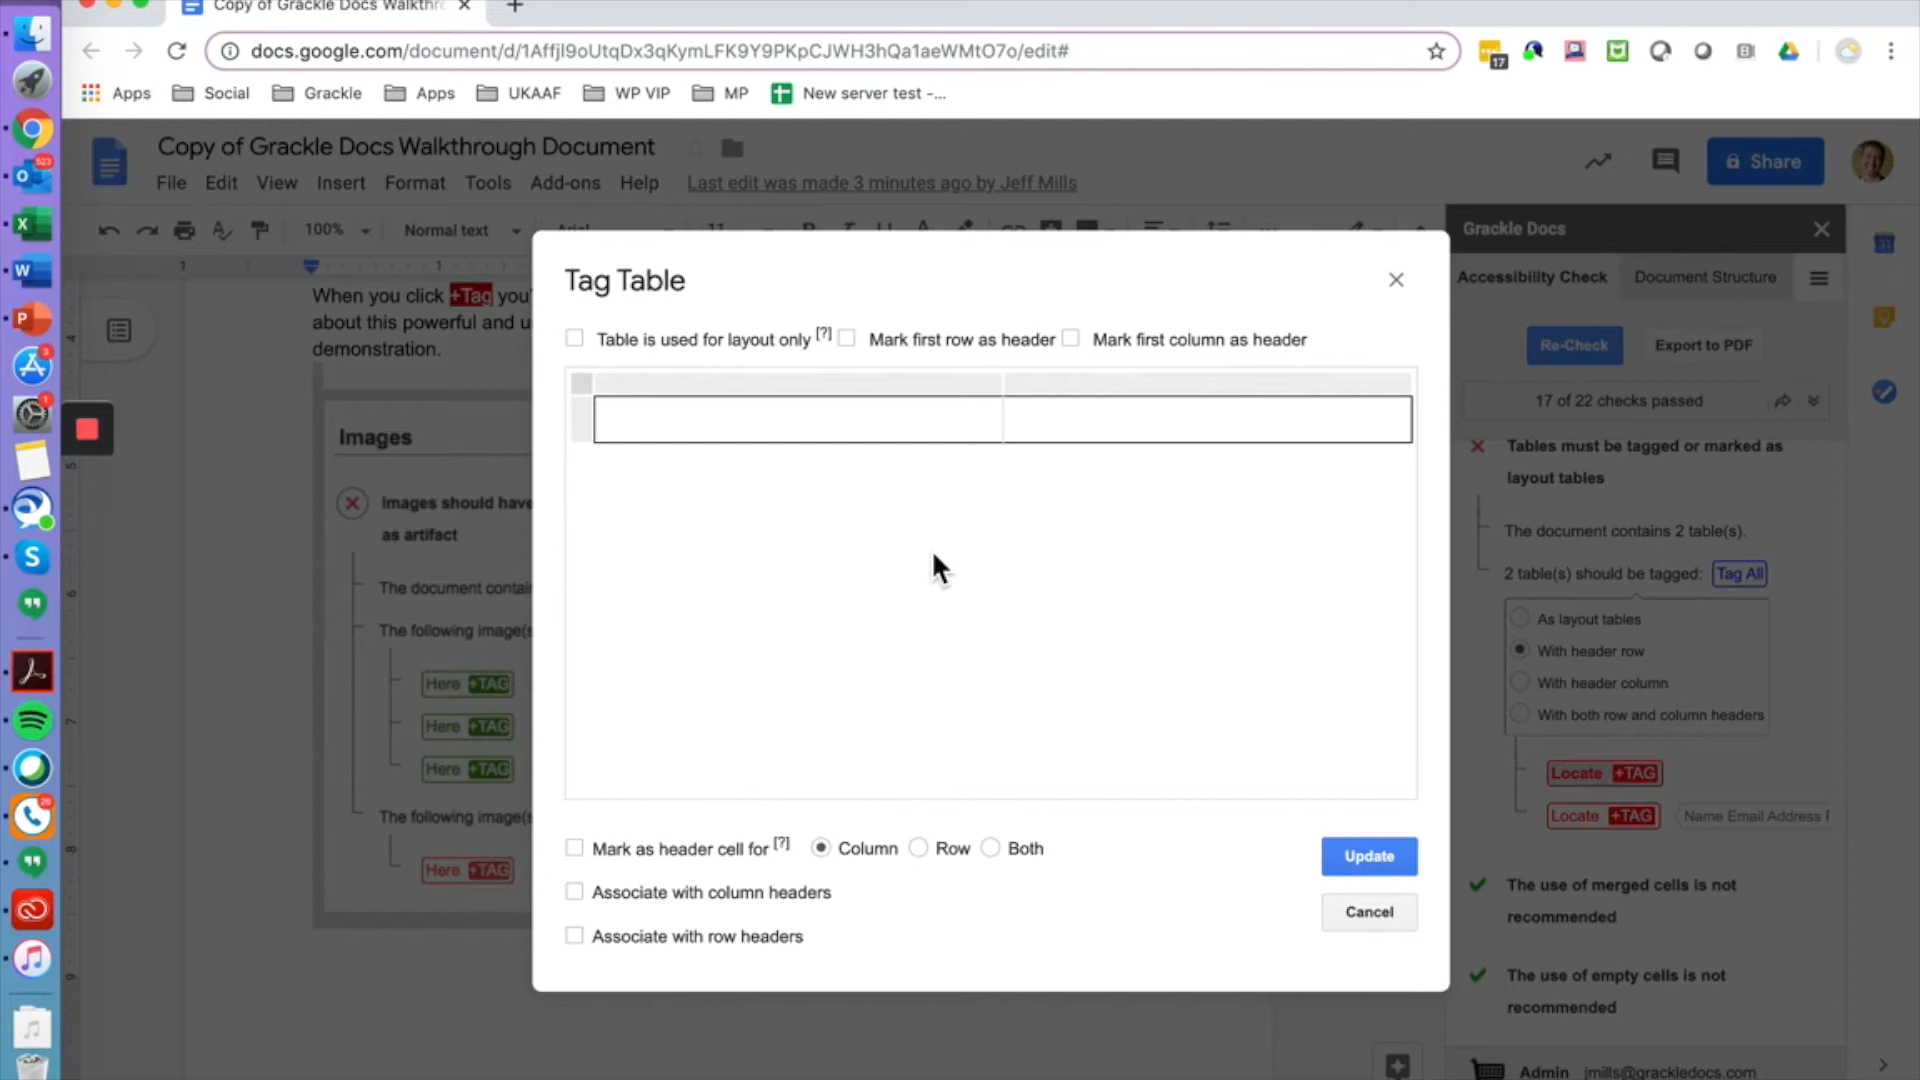 Copy of Grackle Docs Walkthro
docs.google.com/document/d/1Affjl9oUtqDx3qKymLFK9Y9PKpCJWH3hQa1aeWMtO7o/edit#
17
Apps Social Grackle Apps UKAAF WP VIP MP New server test -...
Copy of Grackle Docs Walkthrough Document
File Edit View Insert Format Tools Add-ons Help Last edit was made 3 minutes ago by Jeff Mills
Share
100% Normal text
When you click +Tag you'
about this powerful and u
demonstration.
Images
Images should have
as artifact
The document contain
The following image(s
Here +TAG
Here +TAG
Here +TAG
The following image(s
Here +TAG
Tag Table
Table is used for layout only [?] Mark first row as header Mark first column as header
Mark as header cell for [?] Column Row Both
Associate with column headers
Associate with row headers
Update
Cancel
Grackle Docs
Accessibility Check Document Structure
Re-Check Export to PDF
17 of 22 checks passed
Tables must be tagged or marked as
layout tables
The document contains 2 table(s).
2 table(s) should be tagged: Tag All
As layout tables
With header row
With header column
With both row and column headers
Locate +TAG
Locate +TAG Name Email Address
The use of merged cells is not
recommended
The use of empty cells is not
recommended
Admin jmills@grackledocs.com